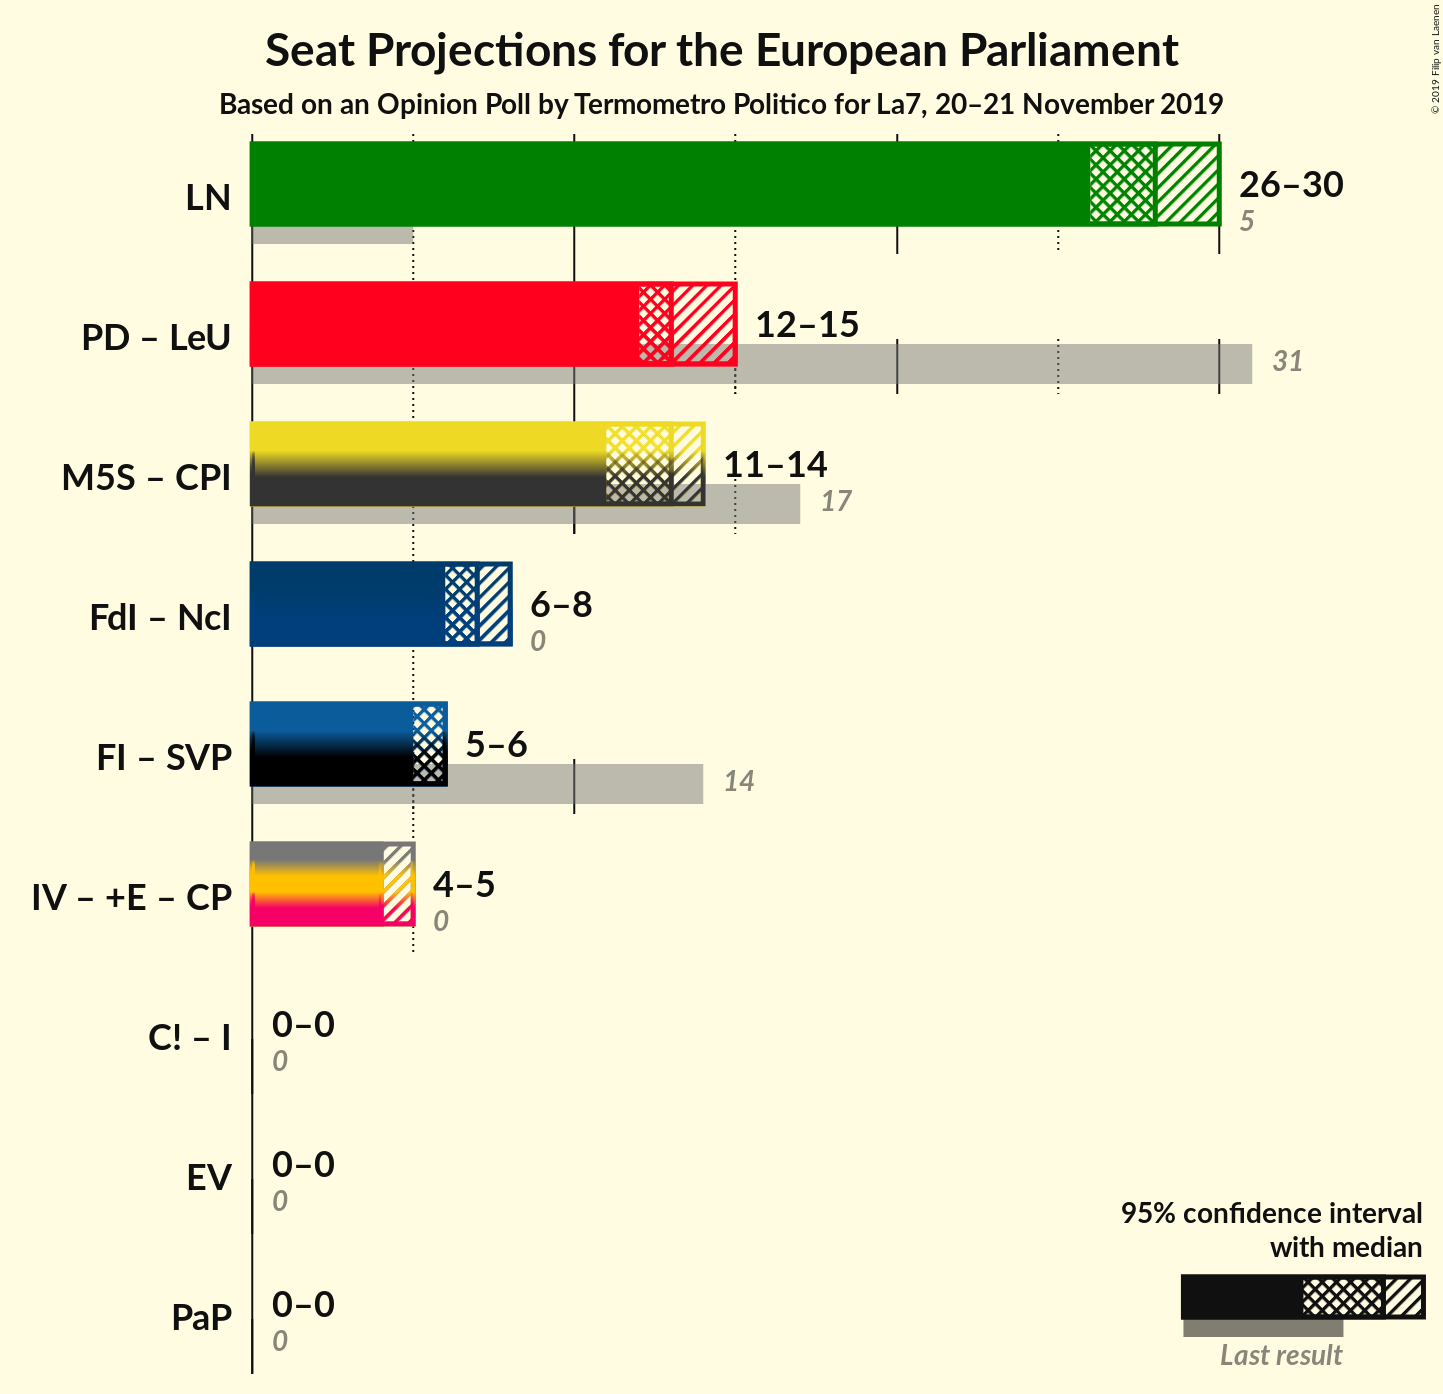 Seat Projections for the European Parliament
Based on an Opinion Poll by Termometro Politico for La7, 20–21 November 2019
© 2019 Filip van Laenen
LN
26–30
5
PD – LeU
12–15
31
M5S – CPI
11–14
17
FdI – NcI
6–8
0
FI – SVP
5–6
14
IV – +E – CP
4–5
0
C! – I
0–0
0
EV
0–0
0
PaP
0–0
0
95% confidence interval
with median
Last result